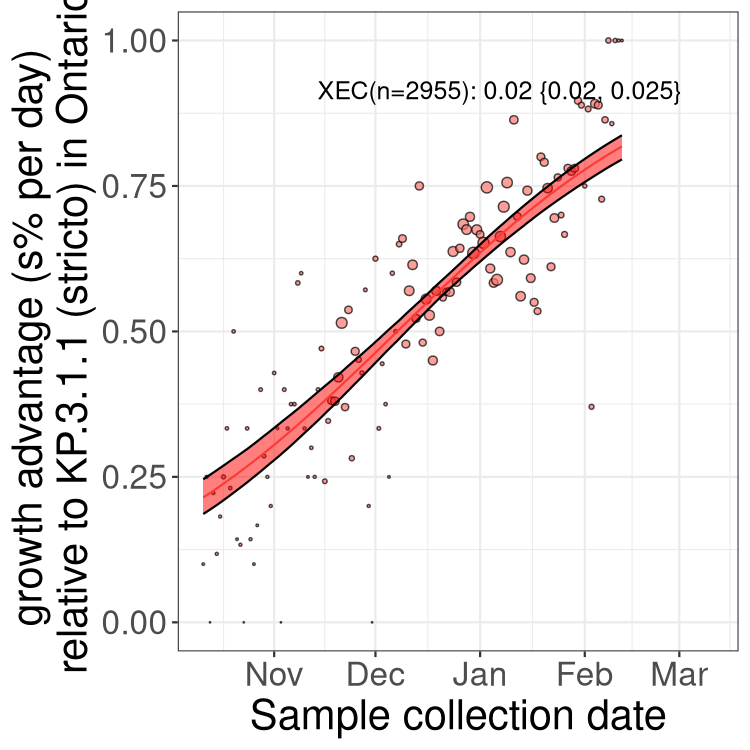 growth advantage (s% per day)
relative to KP.3.1.1 (stricto) in Ontario
1.00
0.75
0.50
0.25
0.00
XEC(n=2955): 0.02 {0.02, 0.025}
Nov Dec Jan Feb Mar
Sample collection date